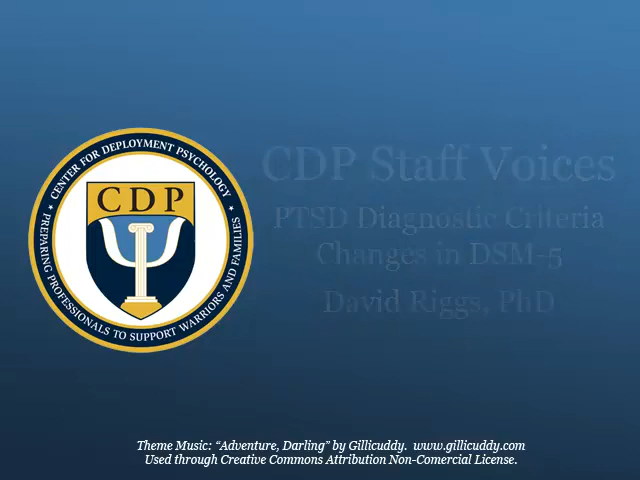 CENTER FOR DEPLOYMENT PSYCHOLOGY
CDP
PREPARING PROFESSIONALS TO SUPPORT WARRIORS AND FAMILIES
CDP Staff Voices
PTSD Diagnostic Criteria
Changes in DSM-5
David Riggs, PhD
Theme Music: “Adventure, Darling” by Gillicuddy. www.gillicuddy.com
Used through Creative Commons Attribution Non-Comercial License.